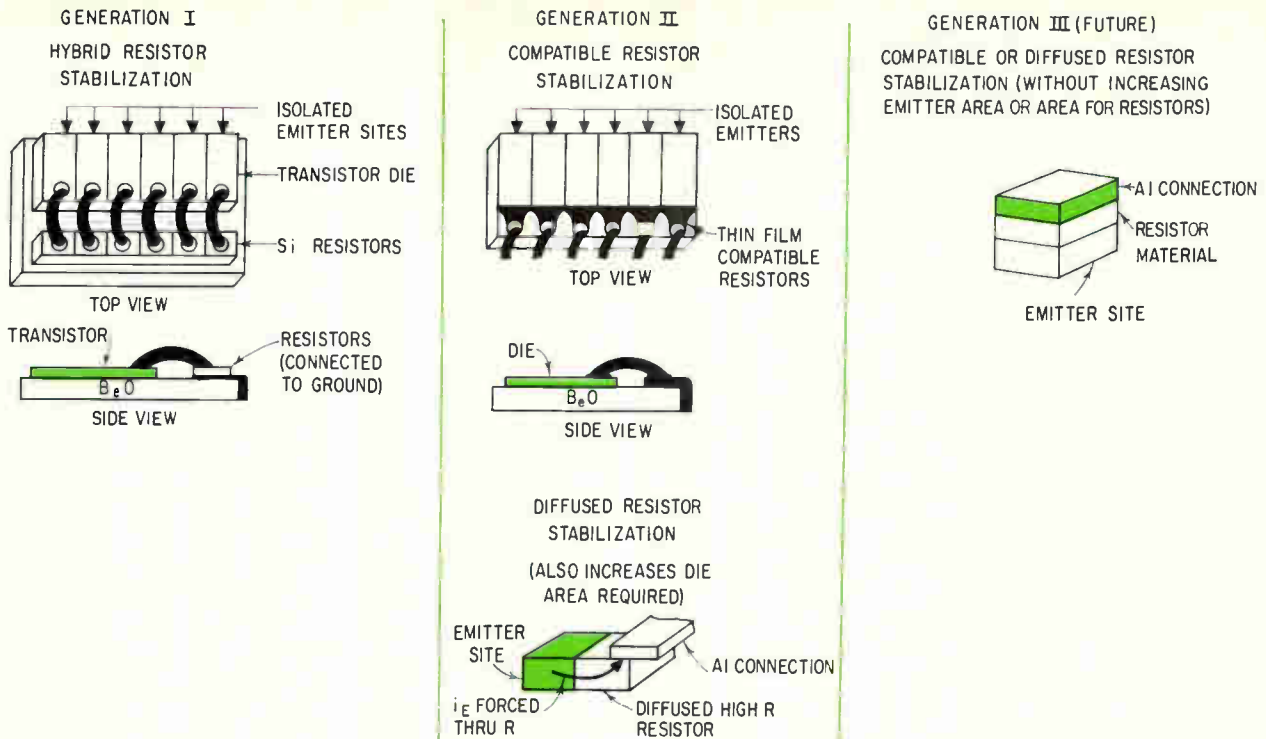 GENERATION I
HYBRID RESISTOR
STABILIZATION
ISOLATED
EMITTER SITES
TRANSISTOR DIE
Si RESISTORS
TOP VIEW
TRANSISTOR
RESISTORS
(CONNECTED
TO GROUND)
BeO
SIDE VIEW
GENERATION II
COMPATIBLE RESISTOR
STABILIZATION
ISOLATED
EMITTERS
THIN FILM
COMPATIBLE
RESISTORS
TOP VIEW
DIE
BeO
SIDE VIEW
DIFFUSED RESISTOR
STABILIZATION
(ALSO INCREASES DIE
AREA REQUIRED)
EMITTER
SITE
Al CONNECTION
iE FORCED
THRU R
DIFFUSED HIGH R
RESISTOR
GENERATION III (FUTURE)
COMPATIBLE OR DIFFUSED RESISTOR
STABILIZATION (WITHOUT INCREASING
EMITTER AREA OR AREA FOR RESISTORS)
Al CONNECTION
RESISTOR
MATERIAL
EMITTER SITE